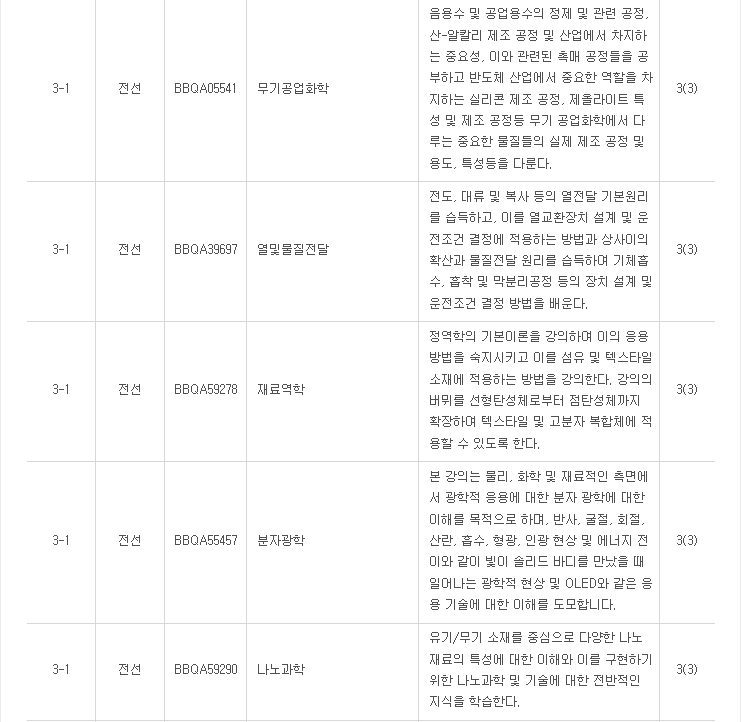 음용수 및 공업용수의 정제 및 관련 공정,
산-알칼리 제조 공정 및 산업에서 차지하
는 중요성, 이와 관련된 촉매 공정들을 공
부하고 반도체 산업에서 중요한 역할을 차
3-1 전선 BBQA05541 무기공업화학 지하는 실리콘 제조 공정, 제올라이트 특 3(3)
성 및 제조 공정등 무기 공업화학에서 다
루는 중요한 물질들의 실제 제조 공정 및
용도, 특성등을 다룬다.
전도, 대류 및 복사 등의 열전달 기본원리
를 습득하고, 이를 열교환장치 설계 및 운
3-1 전선 BBQA39697 열및물질전달 전조건 결정에 적용하는 방법과 상사이의 3(3)
확산과 물질전달 원리를 습득하여 기체흡
수, 흡착 및 막분리공정 등의 장치 설계 및
운전조건 결정 방법을 배운다.
정역학의 기본이론을 강의하여 이의 응용
방법을 숙지시키고 이를 섬유 및 텍스타일
3-1 전선 BBQA59278 재료역학 소재에 적용하는 방법을 강의한다. 강의의 3(3)
버뮈를 선형탄성체로부터 점탄성체까지
확장하여 텍스타일 및 고분자 복합체에 적
용할 수 있도록 한다.
본 강의는 물리, 화학 및 재료적인 측면에
서 광학적 응용에 대한 분자 광학에 대한
이해를 목적으로 하며, 반사, 굴절, 회절,
3-1 전선 BBQA55457 분자광학 산란, 흡수, 형광, 인광 현상 및 에너지 전 3(3)
이와 같이 빛이 솔리드 바디를 만났을 때
일어나는 광학적 현상 및 OLED와 같은 응
용 기술에 대한 이해를 도모합니다.
유기/무기 소재를 중심으로 다양한 나노
3-1 전선 BBQA59290 나노과학 재료의 특성에 대한 이해와 이를 구현하기 3(3)
위한 나노과학 및 기술에 대한 전반적인
지식을 학습한다.